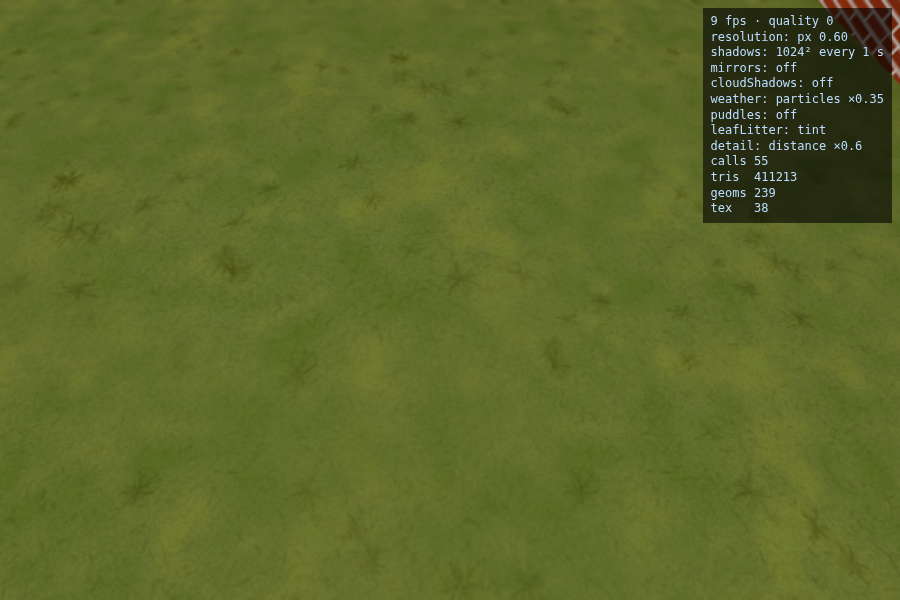 9 fps · quality 0
resolution: px 0.60
shadows: 1024² every 1 s
mirrors: off
cloudShadows: off
weather: particles ×0.35
puddles: off
leafLitter: tint
detail: distance ×0.6
calls 55
tris 411213
geoms 239
tex 38